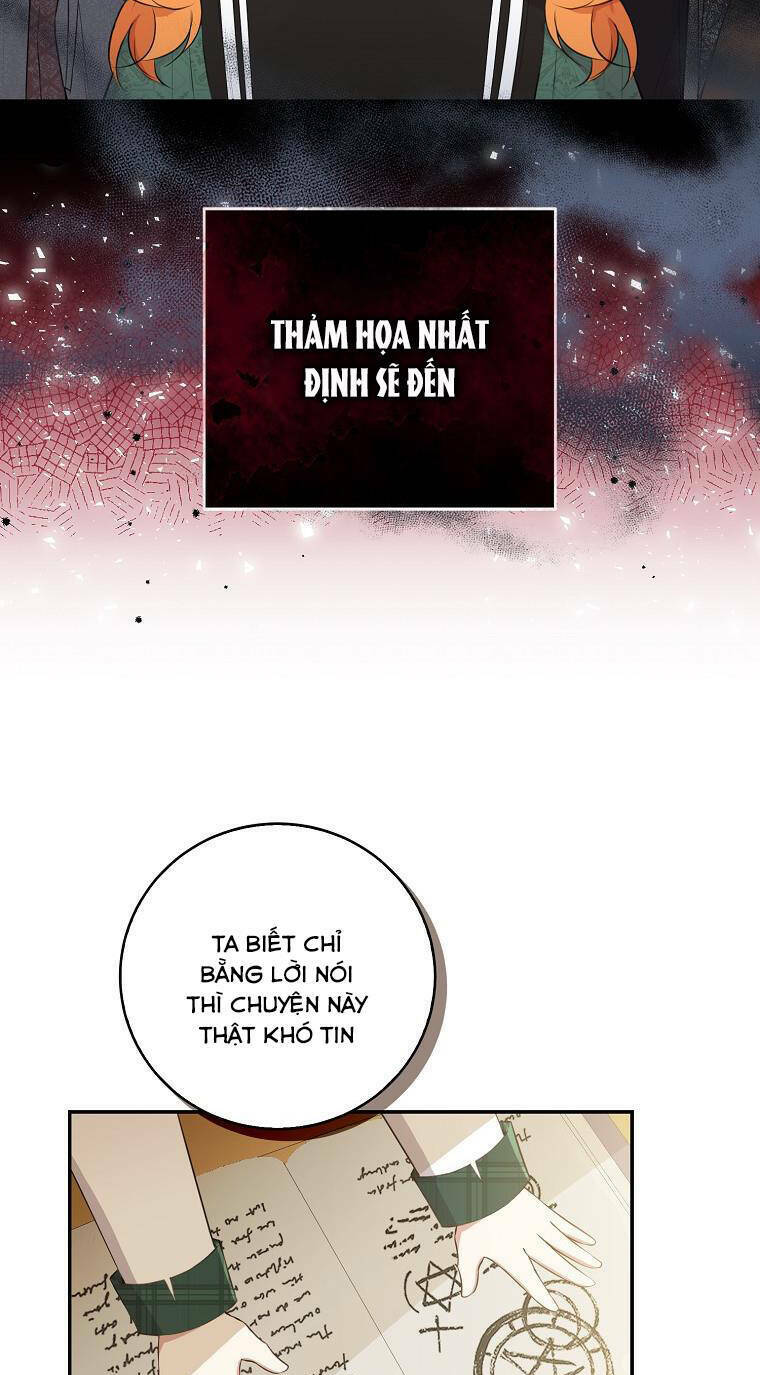 THẢM HỌA NHẤT
ĐỊNH SẼ ĐẾN
TA BIẾT CHỈ
BẰNG LỜI NÓI
THÌ CHUYỆN NÀY
THẬT KHÓ TIN